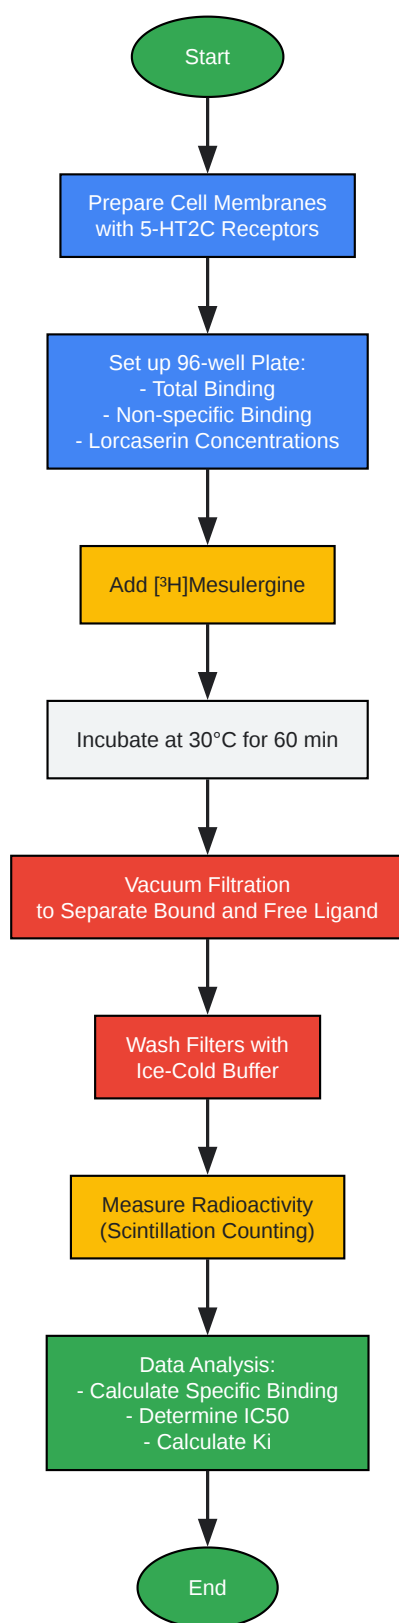 Start
Prepare Cell Membranes
with 5-HT2C Receptors
Set up 96-well Plate:
- Total Binding
- Non-specific Binding
- Lorcaserin Concentrations
Add [³H]Mesulergine
Incubate at 30°C for 60 min
Vacuum Filtration
to Separate Bound and Free Ligand
Wash Filters with
Ice-Cold Buffer
Measure Radioactivity
(Scintillation Counting)
Data Analysis:
- Calculate Specific Binding
- Determine IC50
- Calculate Ki
End